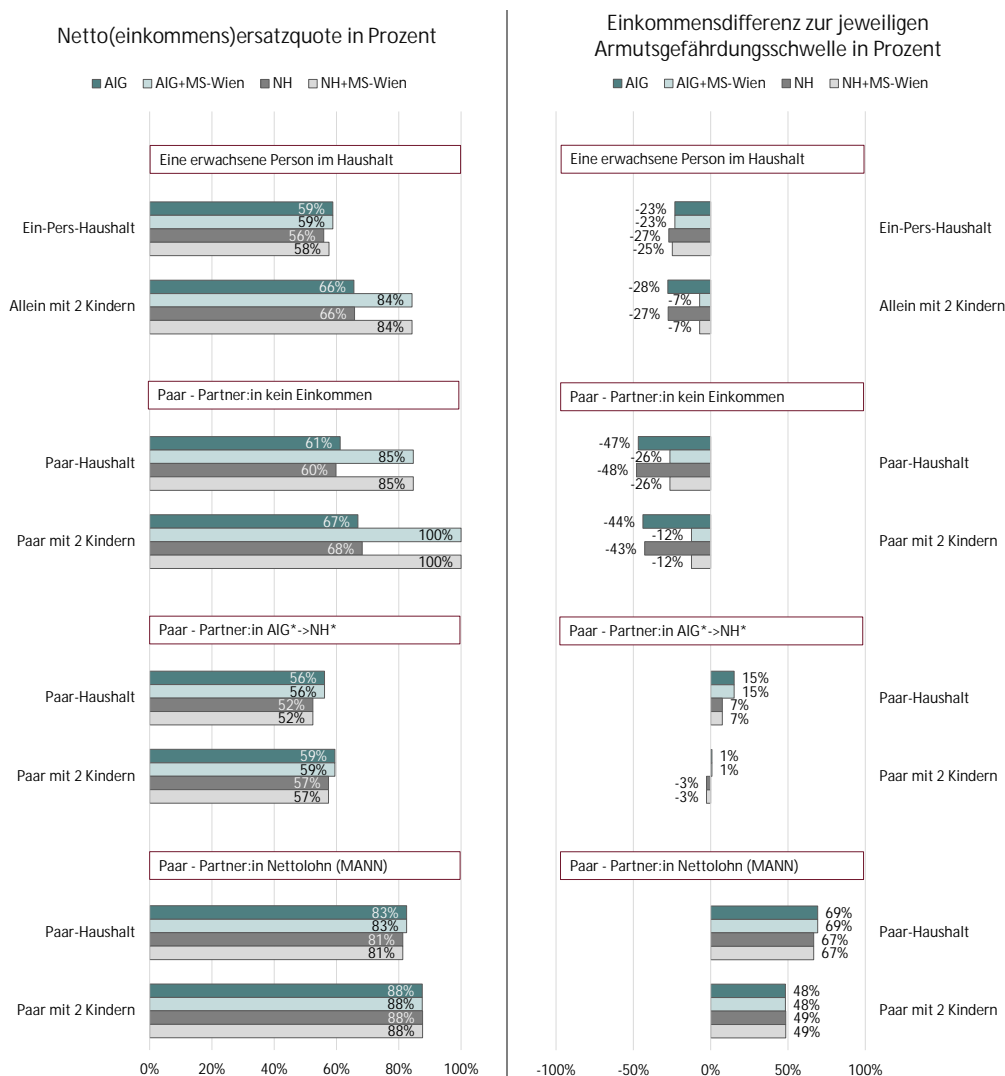 Netto(einkommens)ersatzquote in Prozent
AIG AIG+MS-Wien NH NH+MS-Wien
Eine erwachsene Person im Haushalt
Ein-Pers-Haushalt
59%
59%
56%
58%
Allein mit 2 Kindern
66%
84%
66%
84%
Paar - Partner:in kein Einkommen
Paar-Haushalt
61%
85%
60%
85%
Paar mit 2 Kindern
67%
100%
68%
100%
Paar - Partner:in AIG*->NH*
Paar-Haushalt
56%
56%
52%
52%
Paar mit 2 Kindern
59%
59%
57%
57%
Paar - Partner:in Nettolohn (MANN)
Paar-Haushalt
83%
83%
81%
81%
Paar mit 2 Kindern
88%
88%
88%
88%
0% 20% 40% 60% 80% 100%
Einkommensdifferenz zur jeweiligen
Armutsgefährdungsschwelle in Prozent
AIG AIG+MS-Wien NH NH+MS-Wien
Eine erwachsene Person im Haushalt
-23%
-23%
-27%
-25%
Ein-Pers-Haushalt
-28%
-7%
-27%
-7%
Allein mit 2 Kindern
Paar - Partner:in kein Einkommen
-47%
-26%
-48%
-26%
Paar-Haushalt
-44%
-12%
-43%
-12%
Paar mit 2 Kindern
Paar - Partner:in AIG*->NH*
15%
15%
7%
7%
Paar-Haushalt
1%
1%
-3%
-3%
Paar mit 2 Kindern
Paar - Partner:in Nettolohn (MANN)
69%
69%
67%
67%
Paar-Haushalt
48%
48%
49%
49%
Paar mit 2 Kindern
-100% -50% 0% 50% 100%